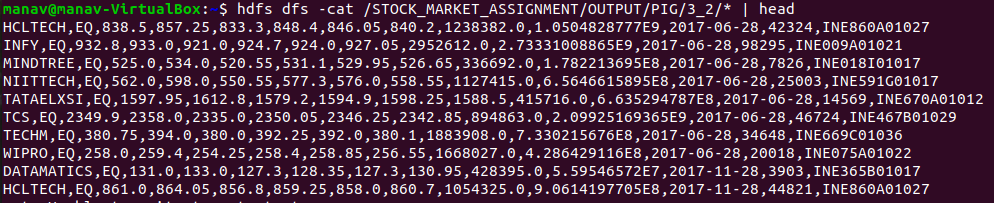 manav@manav-VirtualBox:~$ hdfs dfs -cat /STOCK_MARKET_ASSIGNMENT/OUTPUT/PIG/3_2/* | head
HCLTECH,EQ,838.5,857.25,833.3,848.4,846.05,840.2,1238382.0,1.0504828777E9,2017-06-28,42324,INE860A01027
INFY,EQ,932.8,933.0,921.0,924.7,924.0,927.05,2952612.0,2.73331008865E9,2017-06-28,98295,INE009A01021
MINDTREE,EQ,525.0,534.0,520.55,531.1,529.95,526.65,336692.0,1.782213695E8,2017-06-28,7826,INE018I01017
NIITTECH,EQ,562.0,598.0,550.55,577.3,576.0,558.55,1127415.0,6.5646615895E8,2017-06-28,25003,INE591G01017
TATAELXSI,EQ,1597.95,1612.8,1579.2,1594.9,1598.25,1588.5,415716.0,6.635294787E8,2017-06-28,14569,INE670A01012
TCS,EQ,2349.9,2358.0,2335.0,2350.05,2346.25,2342.85,894863.0,2.09925169365E9,2017-06-28,46724,INE467B01029
TECHM,EQ,380.75,394.0,380.0,392.25,392.0,380.1,1883908.0,7.330215676E8,2017-06-28,34648,INE669C01036
WIPRO,EQ,258.0,259.4,254.25,258.4,258.85,256.55,1668027.0,4.286429116E8,2017-06-28,20018,INE075A01022
DATAMATICS,EQ,131.0,133.0,127.3,128.35,127.3,130.95,428395.0,5.59546572E7,2017-11-28,3903,INE365B01017
HCLTECH,EQ,861.0,864.05,856.8,859.25,858.0,860.7,1054325.0,9.0614197705E8,2017-11-28,44821,INE860A01027